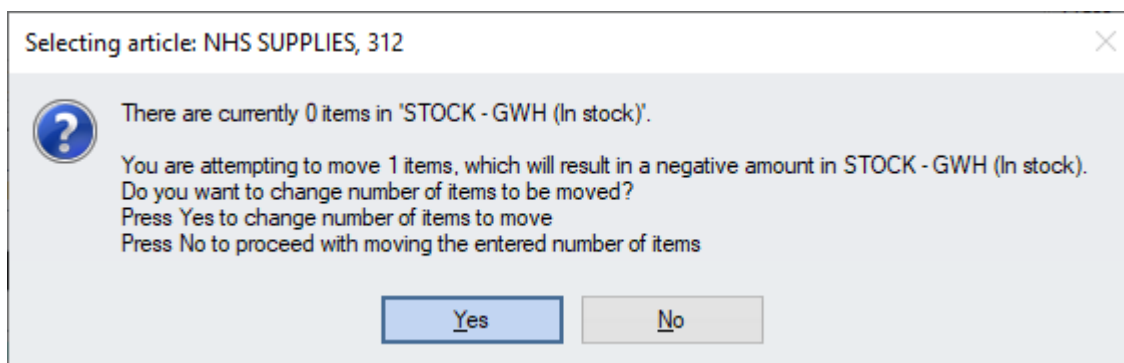 Selecting article: NHS SUPPLIES, 312
There are currently 0 items in 'STOCK - GWH (In stock)'.
You are attempting to move 1 items, which will result in a negative amount in STOCK - GWH (In stock).
Do you want to change number of items to be moved?
Press Yes to change number of items to move
Press No to proceed with moving the entered number of items
Yes
No